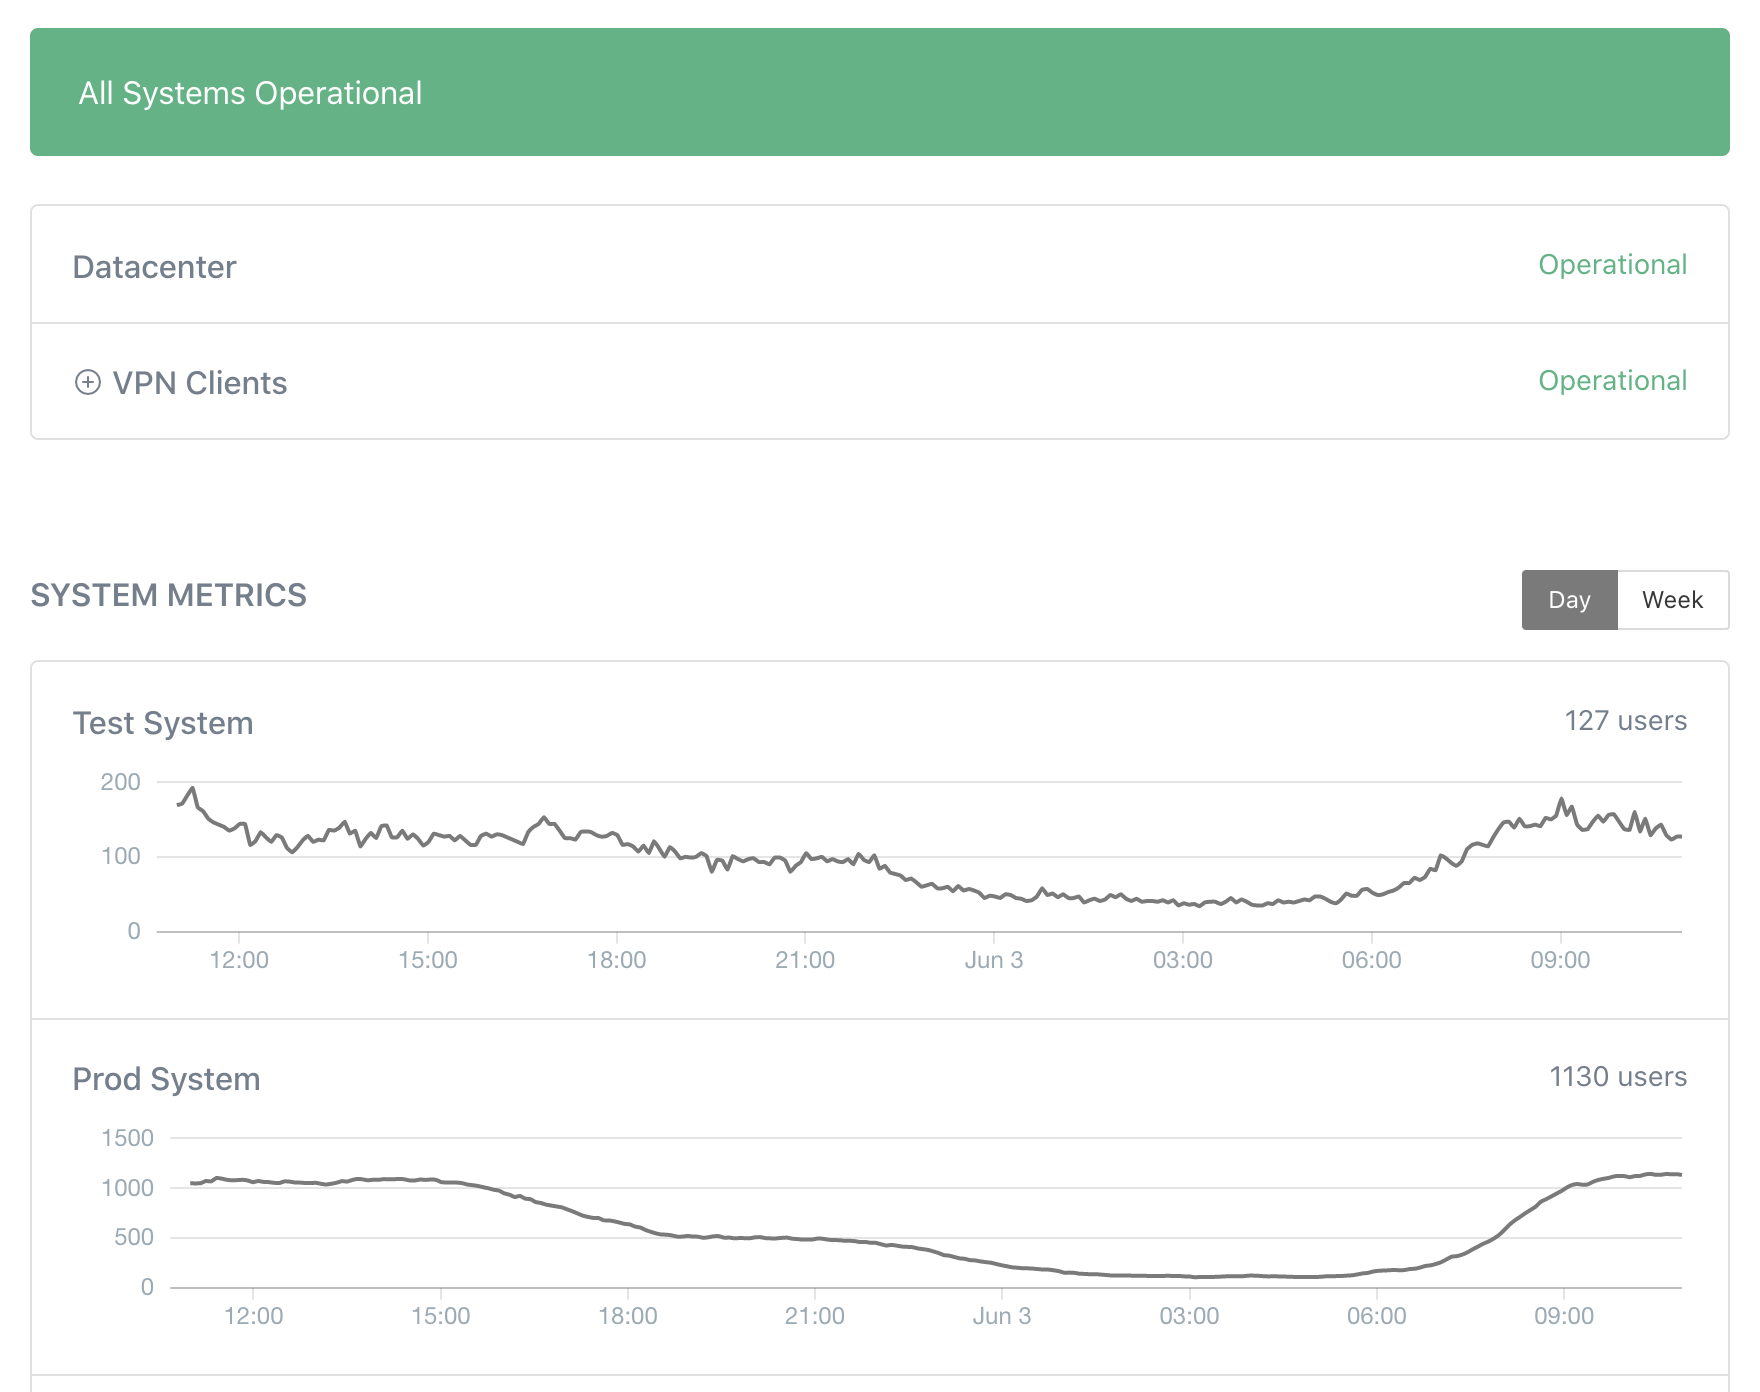 All Systems Operational
Datacenter Operational
VPN Clients Operational
SYSTEM METRICS Day Week
Test System 127 users
200
100
0
12:00 15:00 18:00 21:00 Jun 3 03:00 06:00 09:00
Prod System 1130 users
1500
1000
500
0
12:00 15:00 18:00 21:00 Jun 3 03:00 06:00 09:00